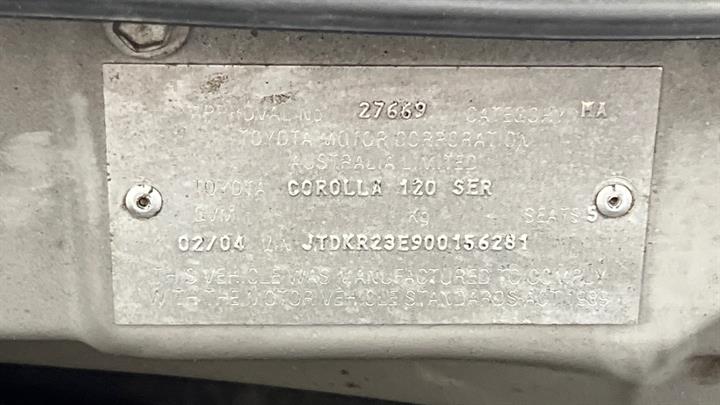 APPROVAL No. 27669 CATEGORY MA
TOYOTA MOTOR CORPORATION
AUSTRALIA LIMITED
TOYOTA COROLLA 120 SER
GVM Kg SEATS 5
02/04 JTDKR23E900156281
THIS VEHICLE WAS MANUFACTURED TO COMPLY
WITH THE MOTOR VEHICLE STANDARDS ACT 1989